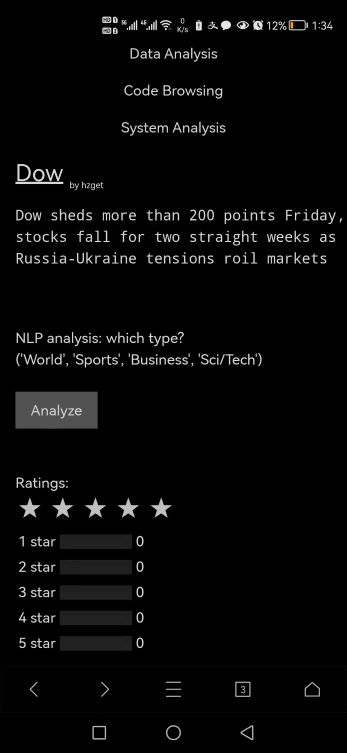 0
K/s
12%
1:34
Data Analysis
Code Browsing
System Analysis
Dow by hzget
Dow sheds more than 200 points Friday,
stocks fall for two straight weeks as
Russia-Ukraine tensions roil markets
NLP analysis: which type?
('World', 'Sports', 'Business', 'Sci/Tech')
Analyze
Ratings:
1 star 0
2 star 0
3 star 0
4 star 0
5 star 0
3